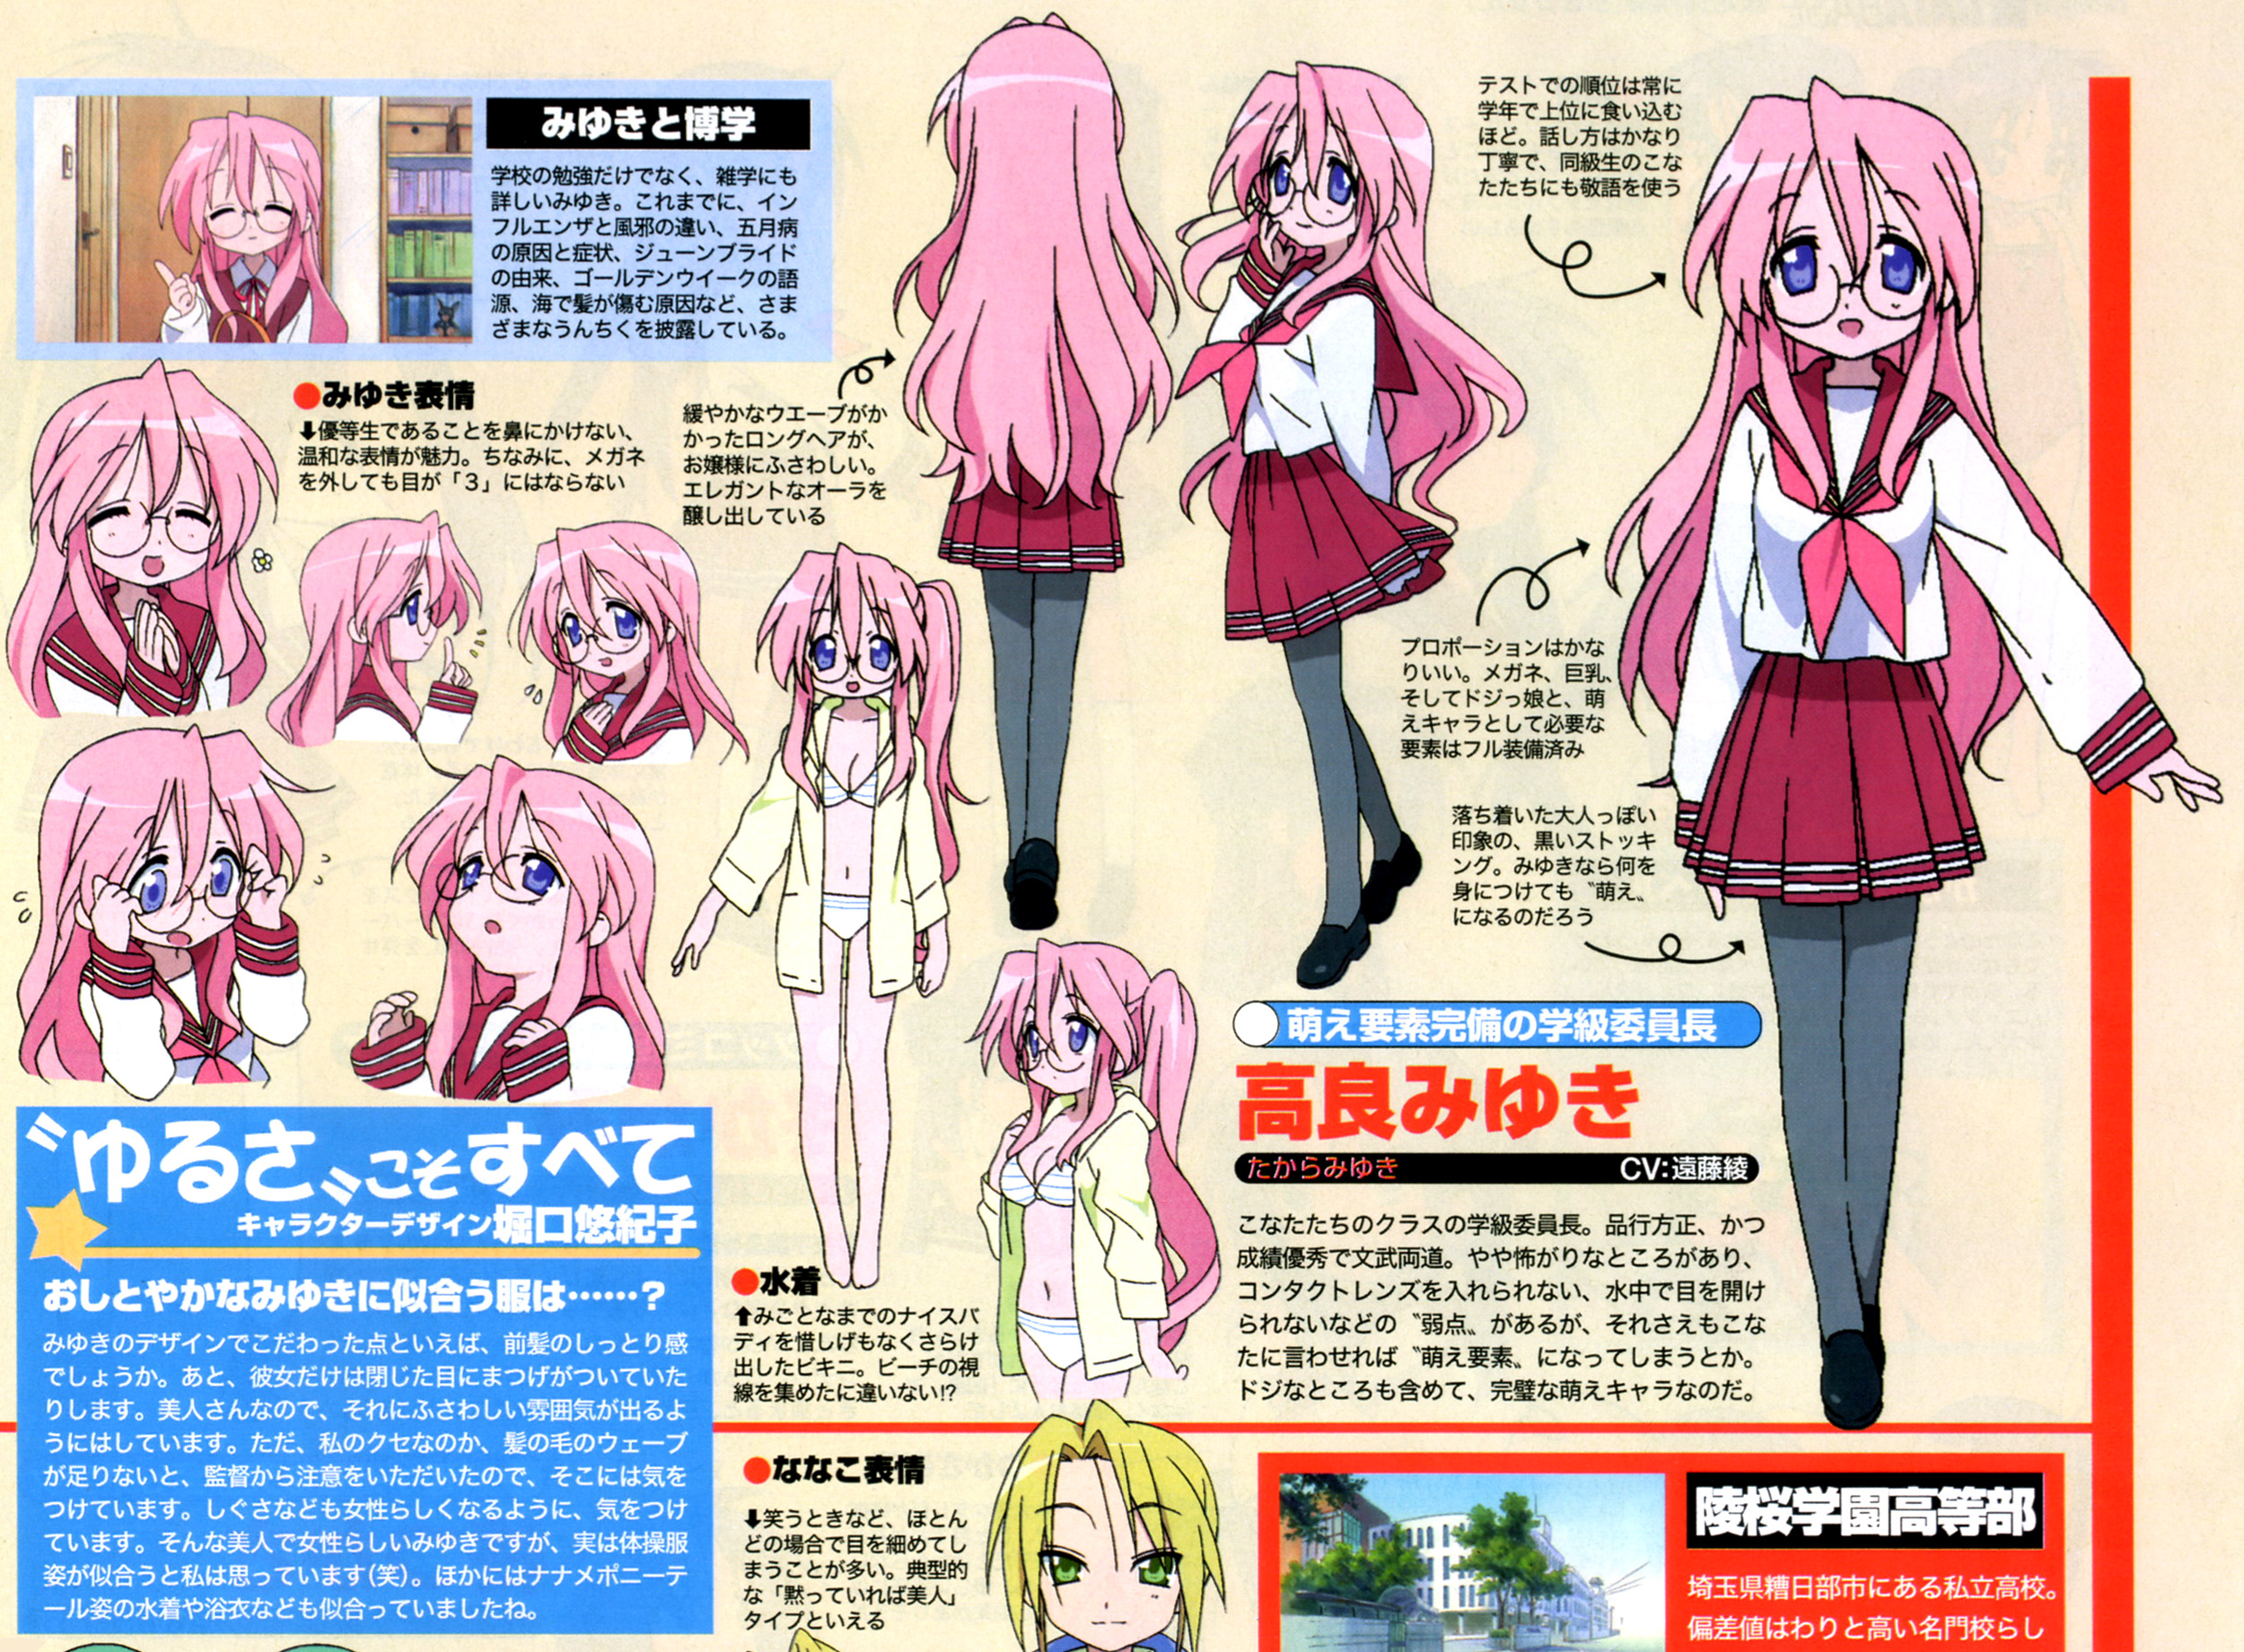 みゆきと博学
学校の勉強だけでなく、雑学にも
詳しいみゆき。これまでに、イン
フルエンザと風邪の違い、五月病
の原因と症状、ジューンブライド
の由来、ゴールデンウイークの語
源、海で髪が傷む原因など、さま
ざまなうんちくを披露している。
●みゆき表情
⬇優等生であることを鼻にかけない、
温和な表情が魅力。ちなみに、メガネ
を外しても目が「3」にはならない
緩やかなウエーブがか
かったロングヘアが、
お嬢様にふさわしい。
エレガントなオーラを
醸し出している
テストでの順位は常に
学年で上位に食い込む
ほど。話し方はかなり
丁寧で、同級生のこな
たたちにも敬語を使う
プロポーションはかな
りいい。メガネ、巨乳、
そしてドジっ娘と、萌
えキャラとして必要な
要素はフル装備済み
落ち着いた大人っぽい
印象の、黒いストッキ
ング。みゆきなら何を
身につけても〝萌え〟
になるのだろう
萌え要素完備の学級委員長
高良みゆき
たからみゆき CV:遠藤綾
こなたたちのクラスの学級委員長。品行方正、かつ
成績優秀で文武両道。やや怖がりなところがあり、
コンタクトレンズを入れられない、水中で目を開け
られないなどの〝弱点〟があるが、それさえもこな
たに言わせれば〝萌え要素〟になってしまうとか。
ドジなところも含めて、完璧な萌えキャラなのだ。
●水着
⬆みごとなまでのナイスバ
ディを惜しげもなくさらけ
出したビキニ。ビーチの視
線を集めたに違いない!?
〝ゆるさ〟こそすべて
キャラクターデザイン堀口悠紀子
おしとやかなみゆきに似合う服は……?
みゆきのデザインでこだわった点といえば、前髪のしっとり感
でしょうか。あと、彼女だけは閉じた目にまつげがついていた
りします。美人さんなので、それにふさわしい雰囲気が出るよ
うにはしています。ただ、私のクセなのか、髪の毛のウェーブ
が足りないと、監督から注意をいただいたので、そこには気を
つけています。しぐさなども女性らしくなるように、気をつけ
ています。そんな美人で女性らしいみゆきですが、実は体操服
姿が似合うと私は思っています(笑)。ほかにはナナメポニーテ
ール姿の水着や浴衣なども似合っていましたね。
●ななこ表情
⬇笑うときなど、ほとん
どの場合で目を細めてし
まうことが多い。典型的
な「黙っていれば美人」
タイプといえる
陵桜学園高等部
埼玉県糟日部市にある私立高校。
偏差値はわりと高い名門校らし